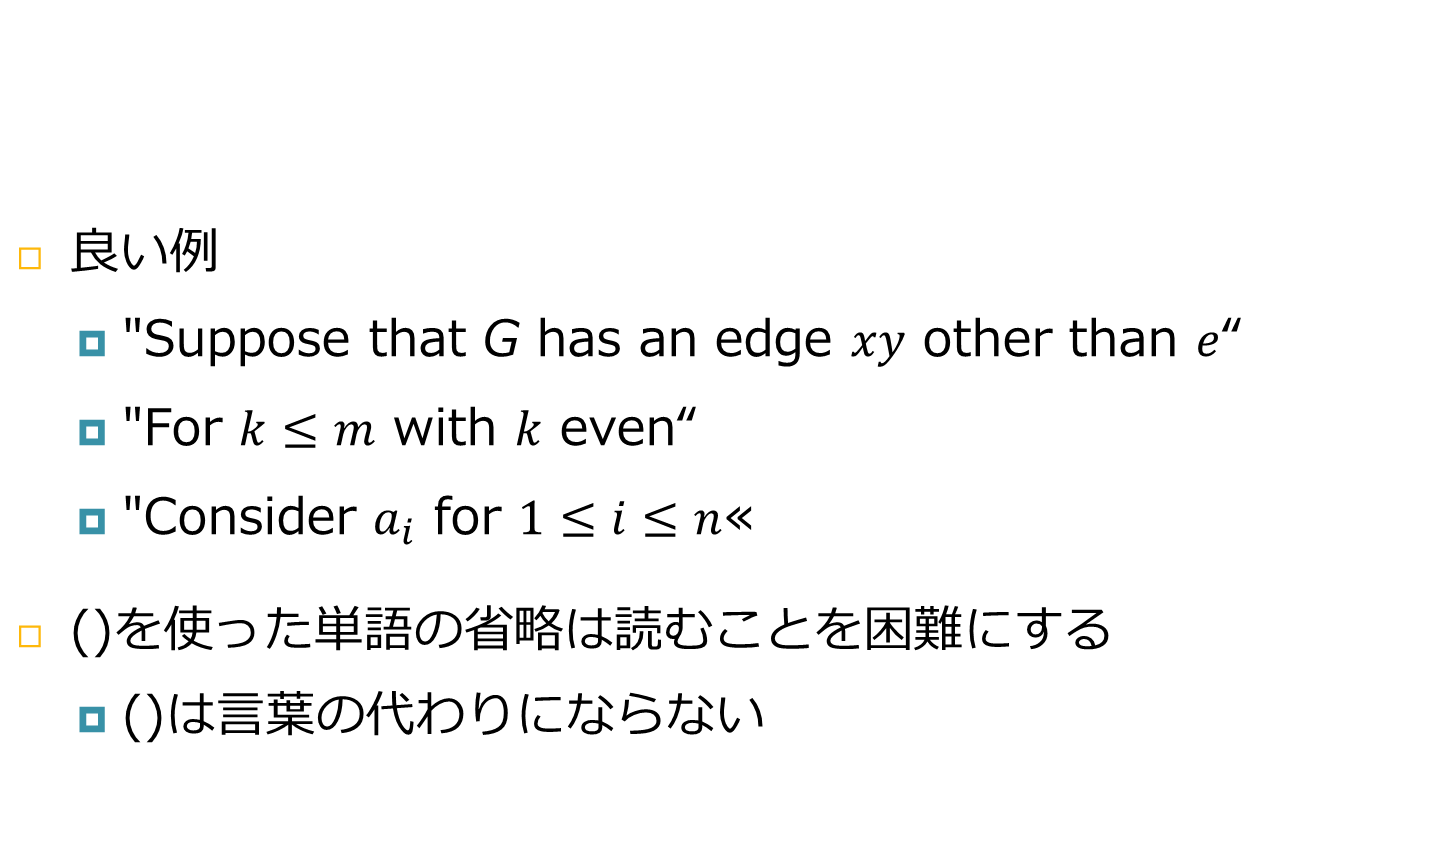 良い例
"Suppose that G has an edge xy other than e“
"For k ≤ m with k even“
"Consider aᵢ for 1 ≤ i ≤ n«
()を使った単語の省略は読むことを困難にする
()は言葉の代わりにならない